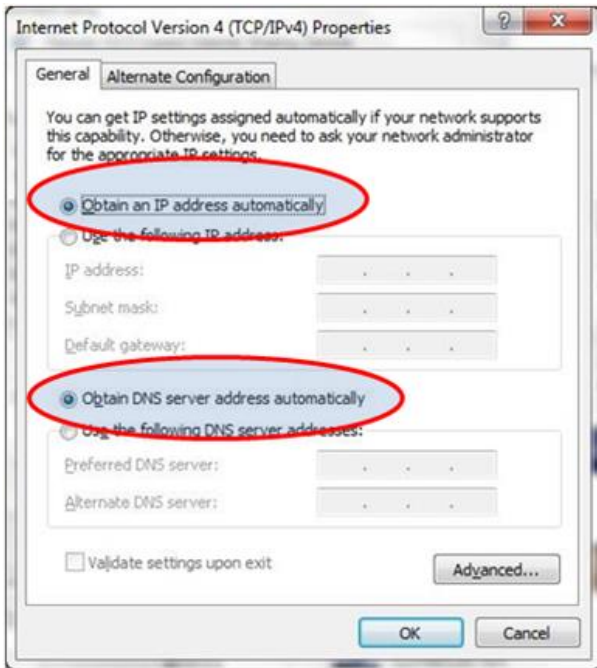 Internet Protocol Version 4 (TCP/IPv4) Properties
General
Alternate Configuration
You can get IP settings assigned automatically if your network supports
this capability. Otherwise, you need to ask your network administrator
for the appropriate IP settings.
Obtain an IP address automatically
Use the following IP address:
IP address:
Subnet mask:
Default gateway:
Obtain DNS server address automatically
Use the following DNS server addresses:
Preferred DNS server:
Alternate DNS server:
Validate settings upon exit
Advanced...
OK
Cancel